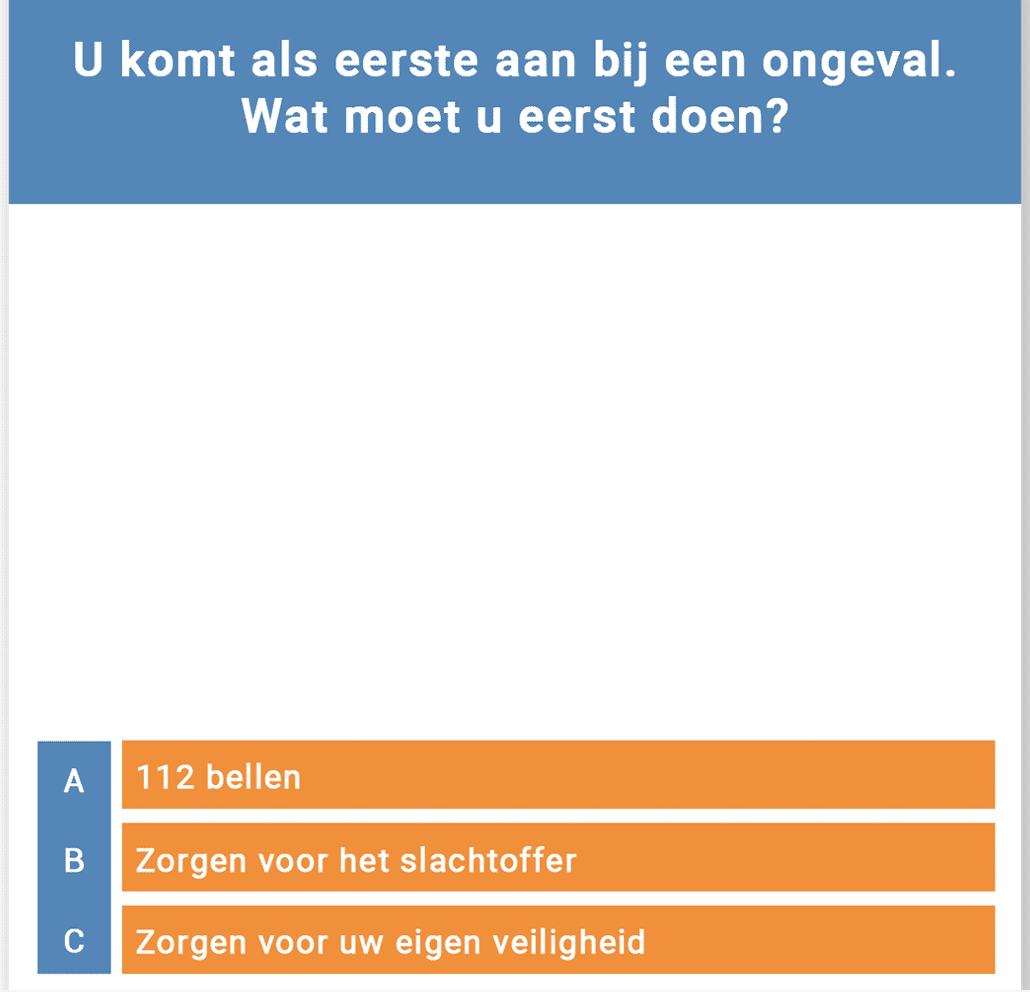 U komt als eerste aan bij een ongeval.
Wat moet u eerst doen?
A 112 bellen
B Zorgen voor het slachtoffer
C Zorgen voor uw eigen veiligheid